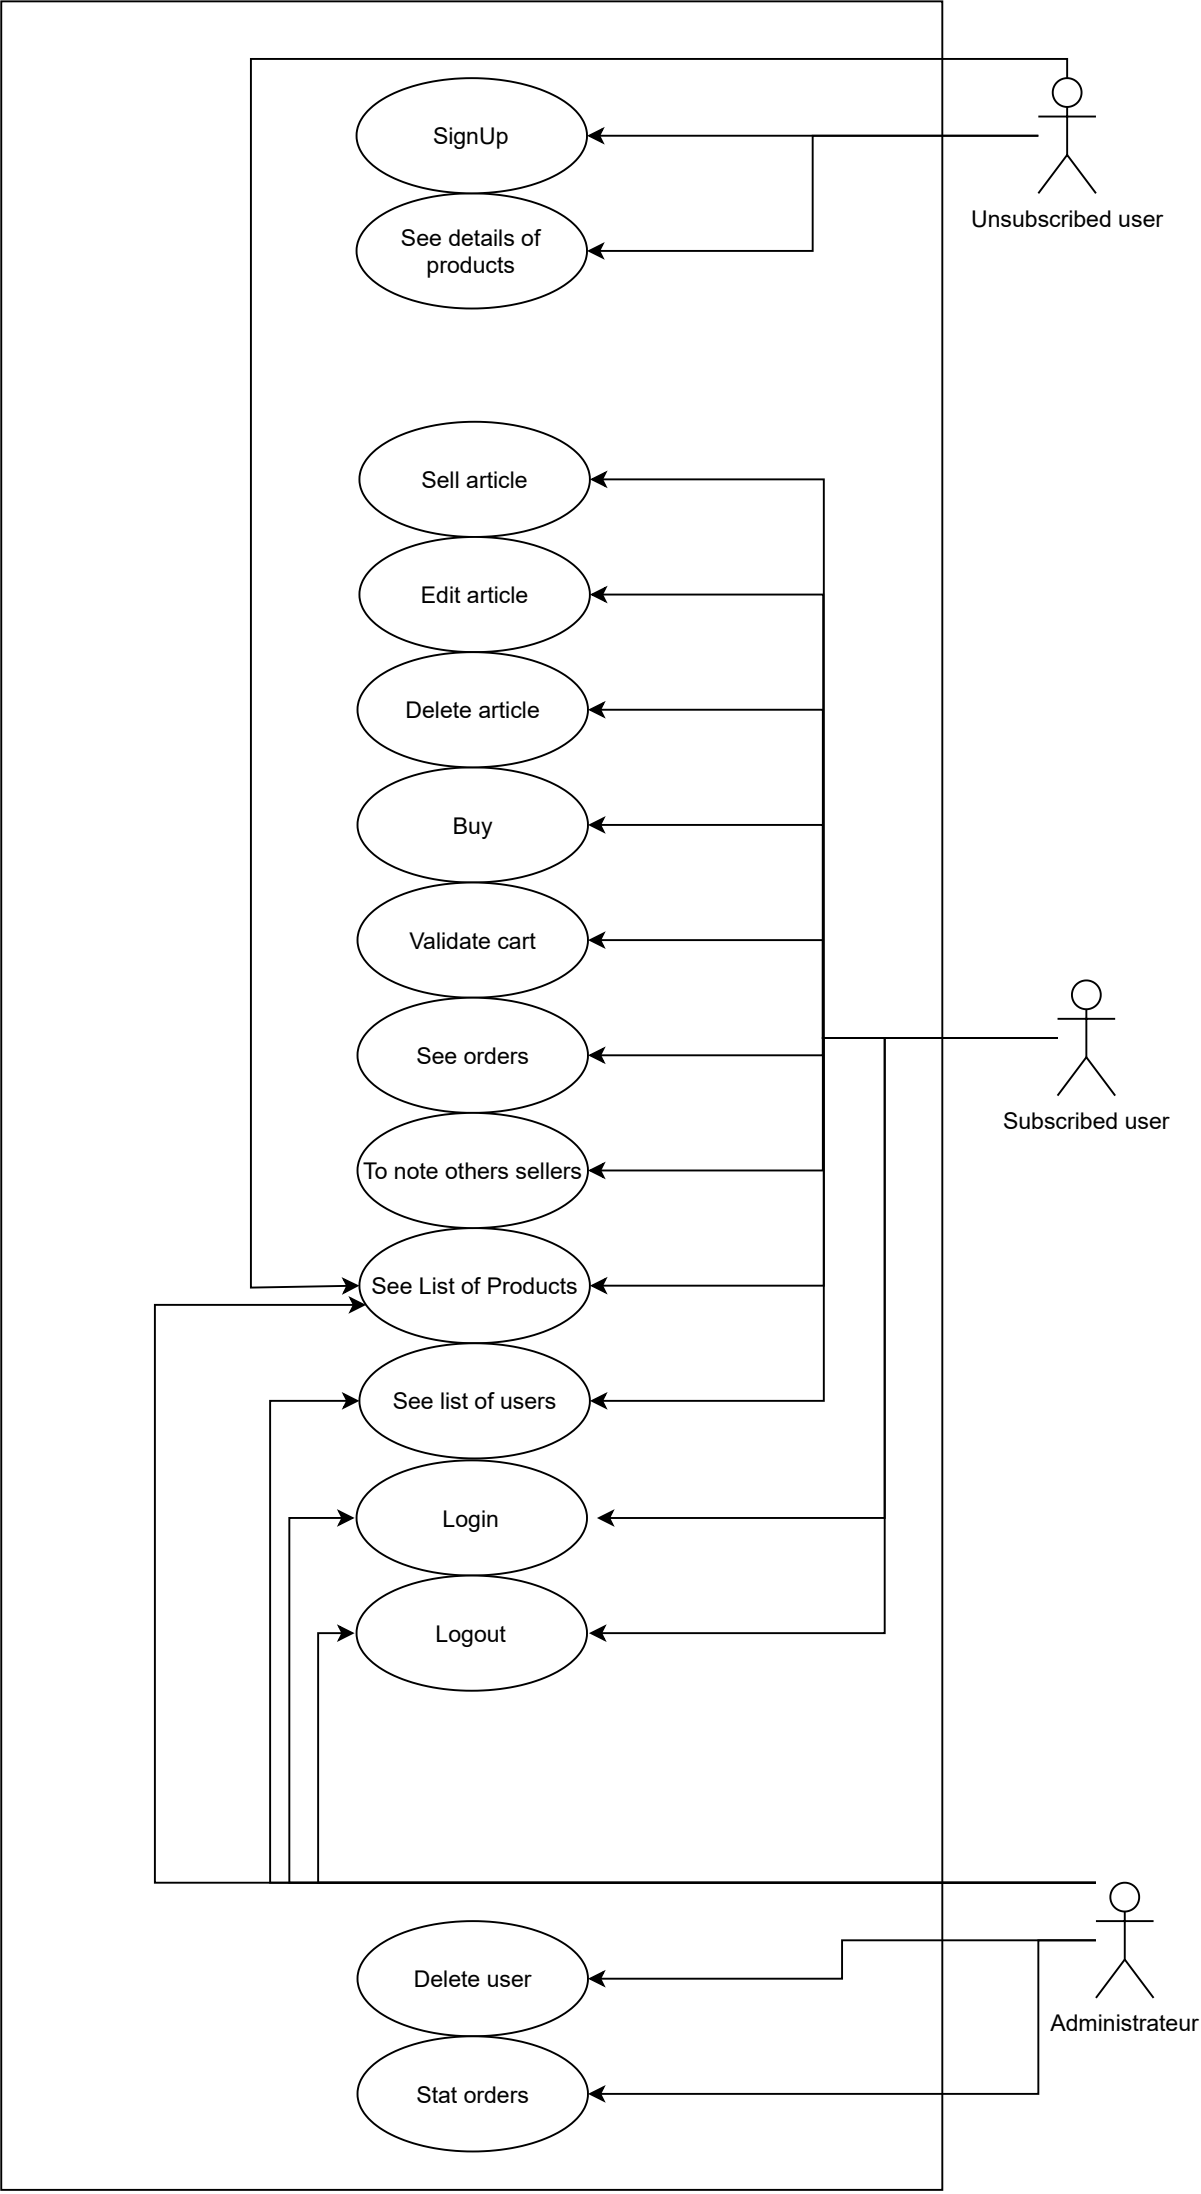 SignUp
Unsubscribed user
See details of
products
Sell article
Edit article
Delete article
Buy
Validate cart
See orders
Subscribed user
To note others sellers
See List of Products
See list of users
Login
Logout
Delete user
Administrateur
Stat orders